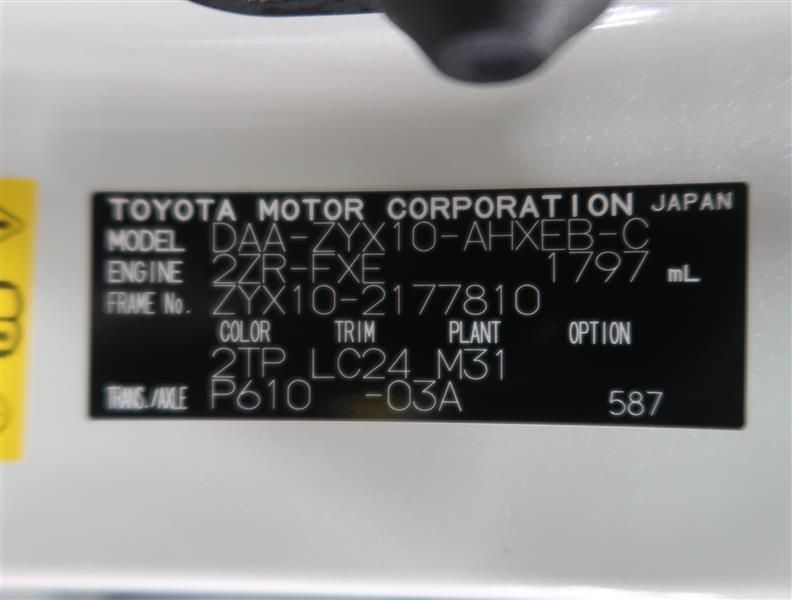 TOYOTA MOTOR CORPORATION JAPAN
MODEL DAA-ZYX10-AHXEB-C
ENGINE 2ZR-FXE 1797 mL
FRAME No. ZYX10-2177810
COLOR TRIM PLANT OPTION
2TP LC24 M31
TRANS./AXLE P610 -03A 587